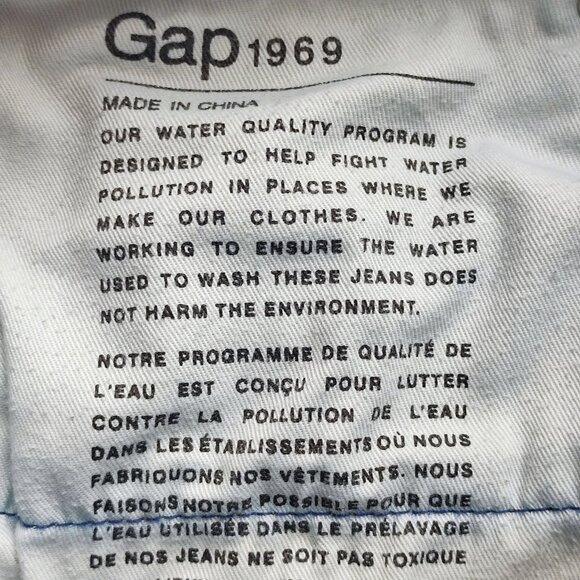 Gap 1969
MADE IN CHINA
OUR WATER QUALITY PROGRAM IS
DESIGNED TO HELP FIGHT WATER
POLLUTION IN PLACES WHERE WE
MAKE OUR CLOTHES. WE ARE
WORKING TO ENSURE THE WATER
USED TO WASH THESE JEANS DOES
NOT HARM THE ENVIRONMENT.
NOTRE PROGRAMME DE QUALITÉ DE
L'EAU EST CONÇU POUR LUTTER
CONTRE LA POLLUTION DE L'EAU
DANS LES ÉTABLISSEMENTS OÙ NOUS
FABRIQUONS NOS VÊTEMENTS. NOUS
FAISONS NOTRE POSSIBLE POUR QUE
L'EAU UTILISÉE DANS LE PRÉLAVAGE
DE NOS JEANS NE SOIT PAS TOXIQUE